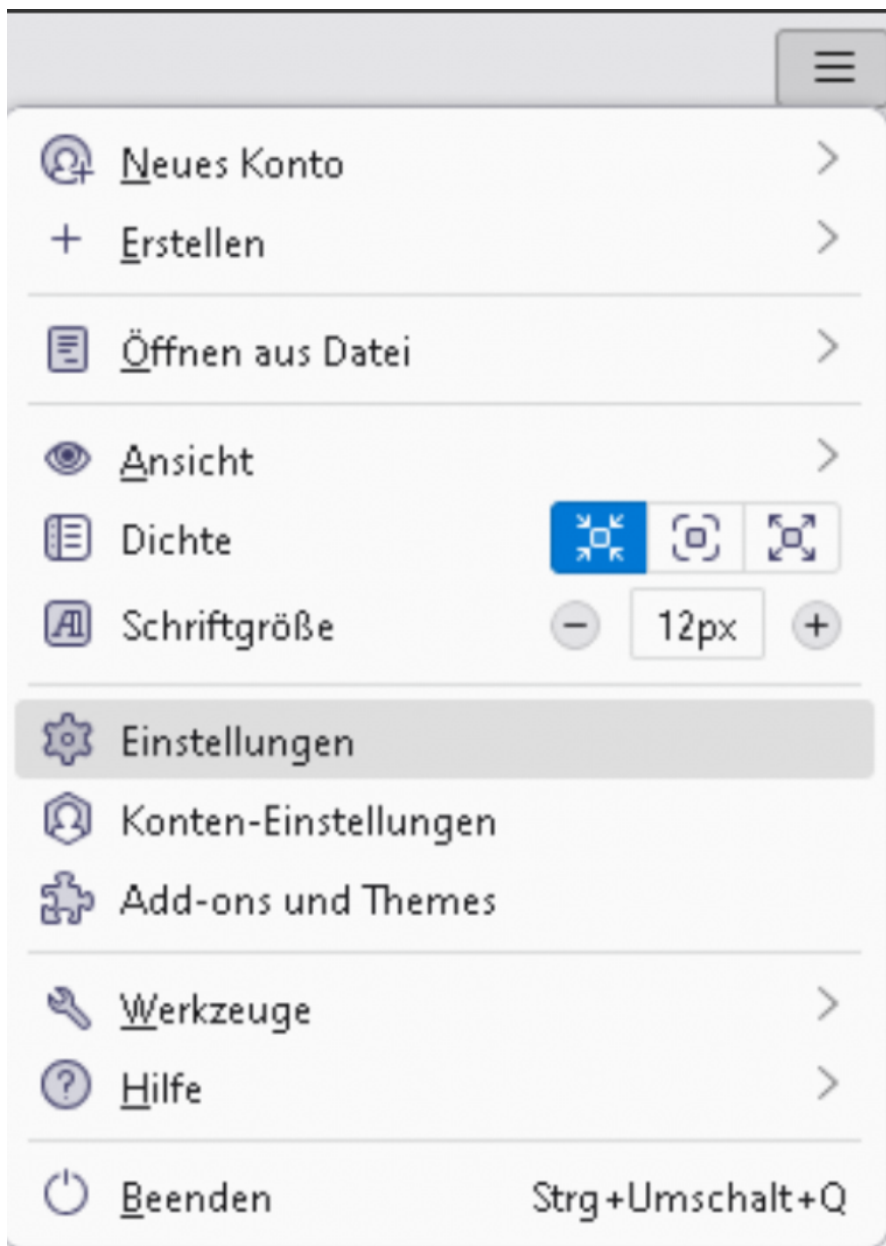 Neues Konto
Erstellen
Öffnen aus Datei
Ansicht
Dichte
Schriftgröße 12px
Einstellungen
Konten-Einstellungen
Add-ons und Themes
Werkzeuge
Hilfe
Beenden Strg+Umschalt+Q